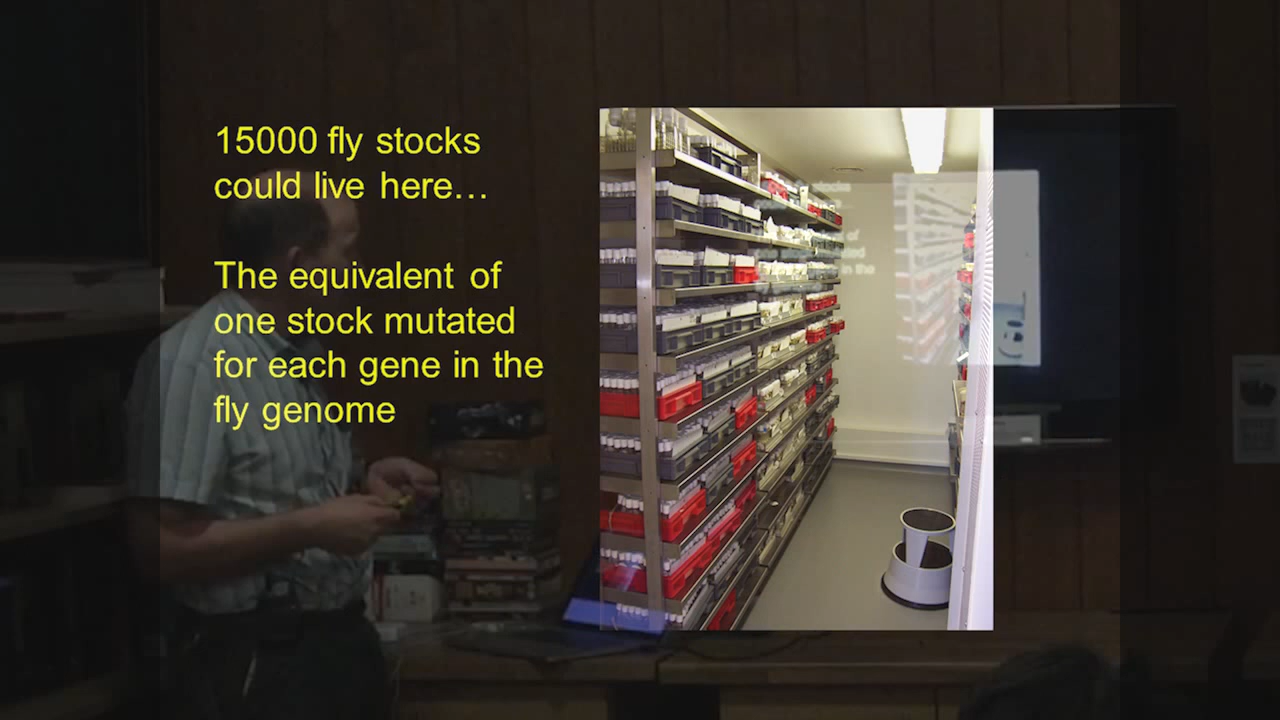 15000 fly stocks
could live here…
The equivalent of
one stock mutated
for each gene in the
fly genome